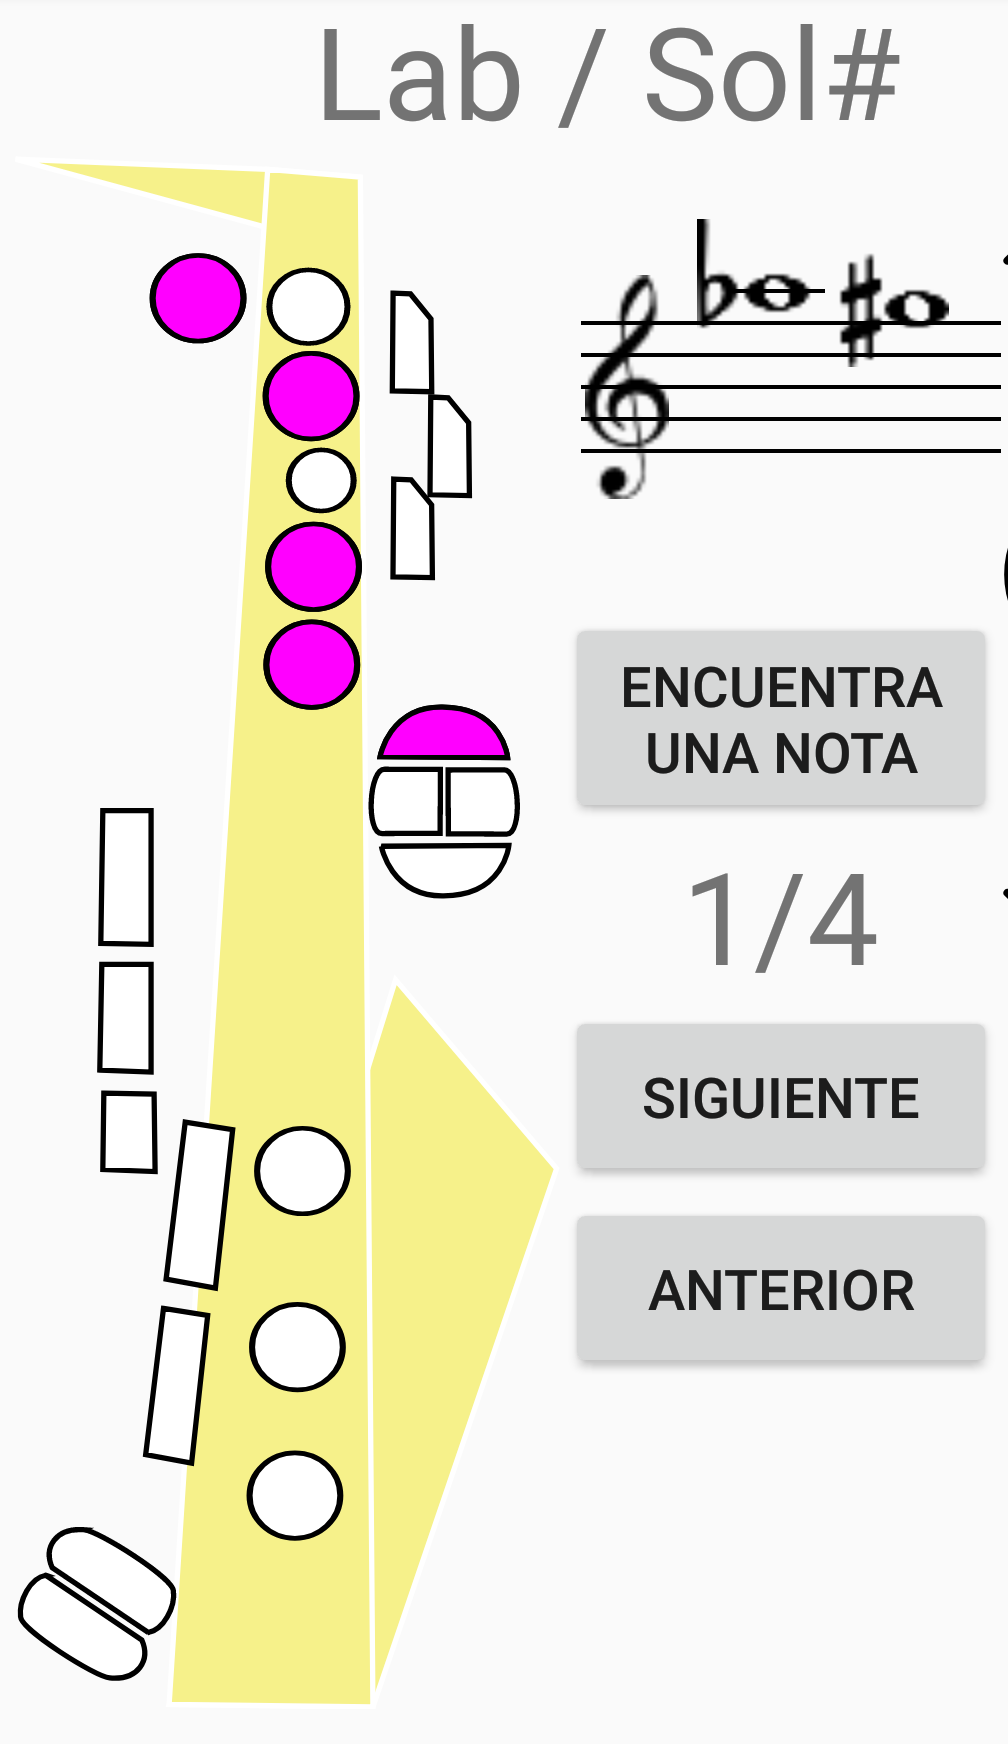 Lab / Sol#
ENCUENTRA
UNA NOTA
1/4
SIGUIENTE
ANTERIOR